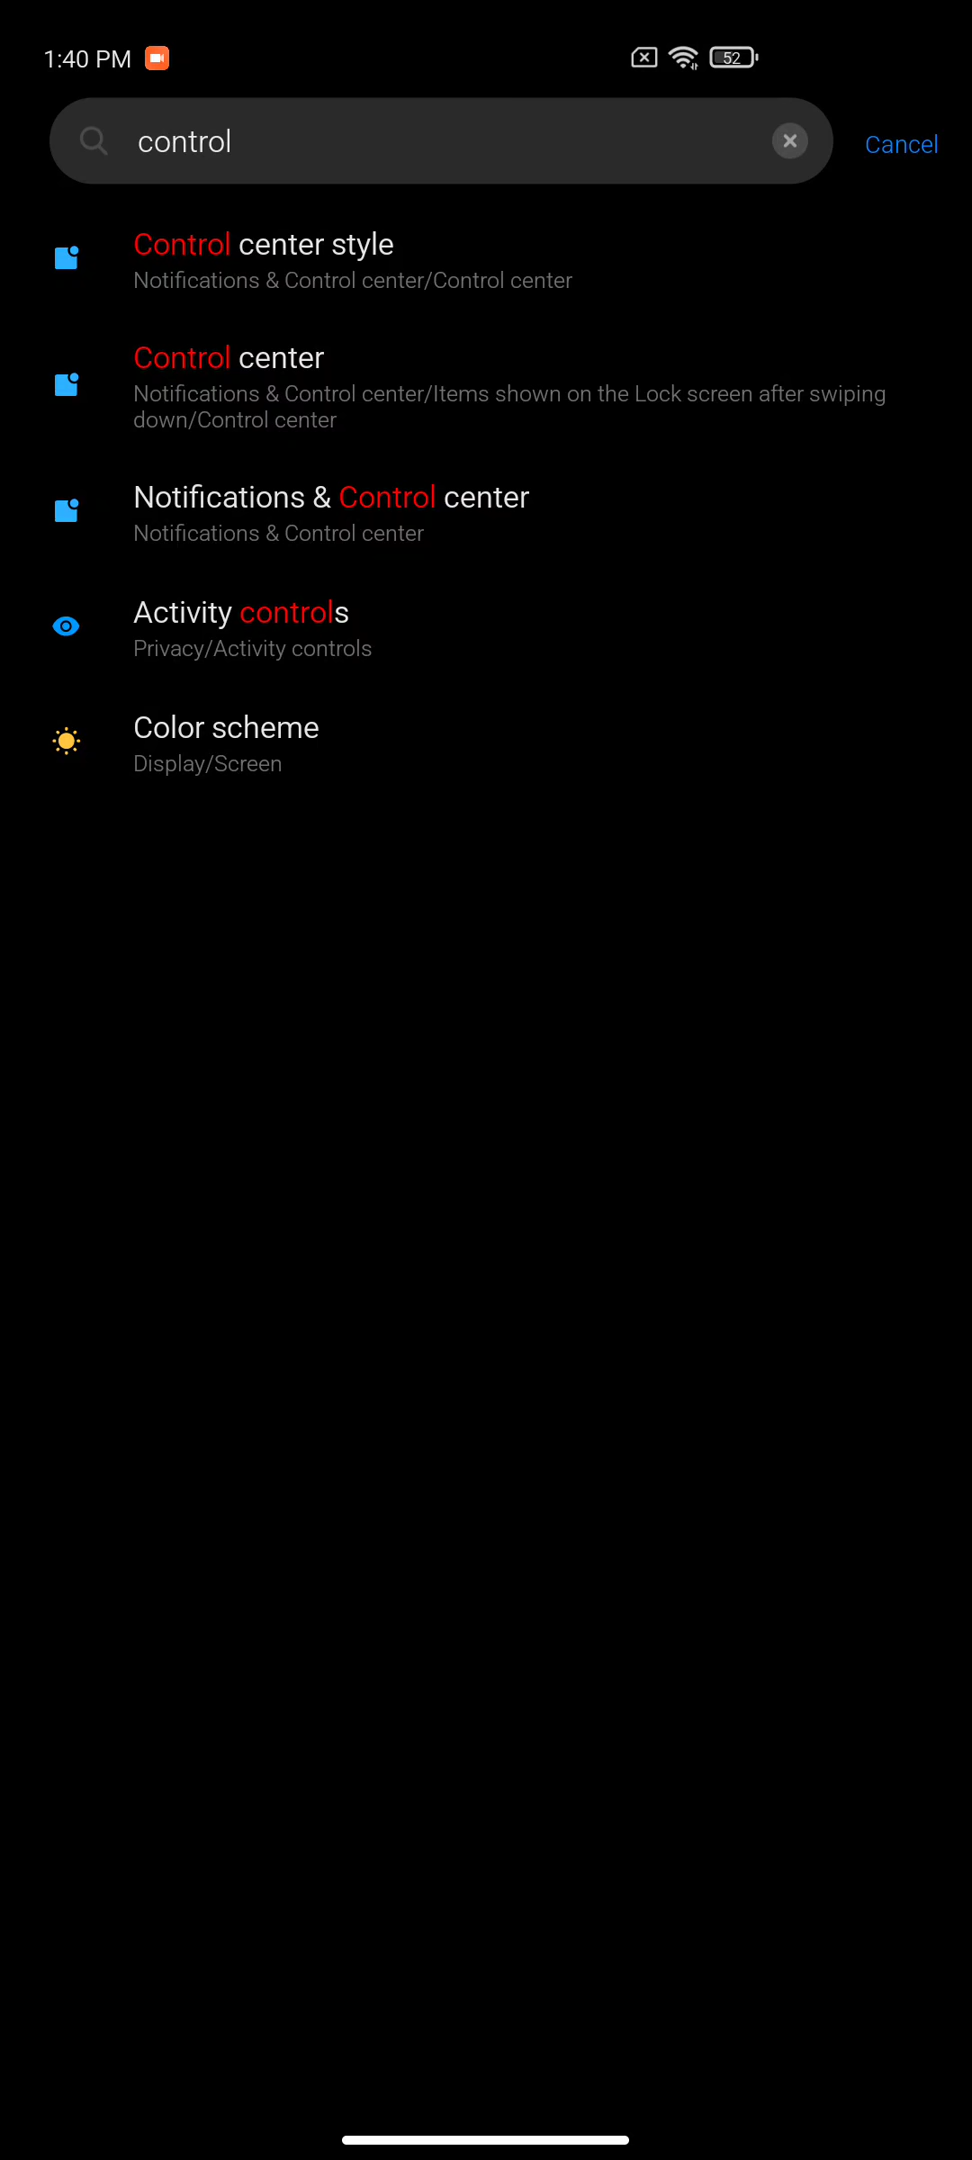 1:40 PM
52
control
Cancel
Control center style
Notifications & Control center/Control center
Control center
Notifications & Control center/Items shown on the Lock screen after swiping
down/Control center
Notifications & Control center
Notifications & Control center
Activity controls
Privacy/Activity controls
Color scheme
Display/Screen